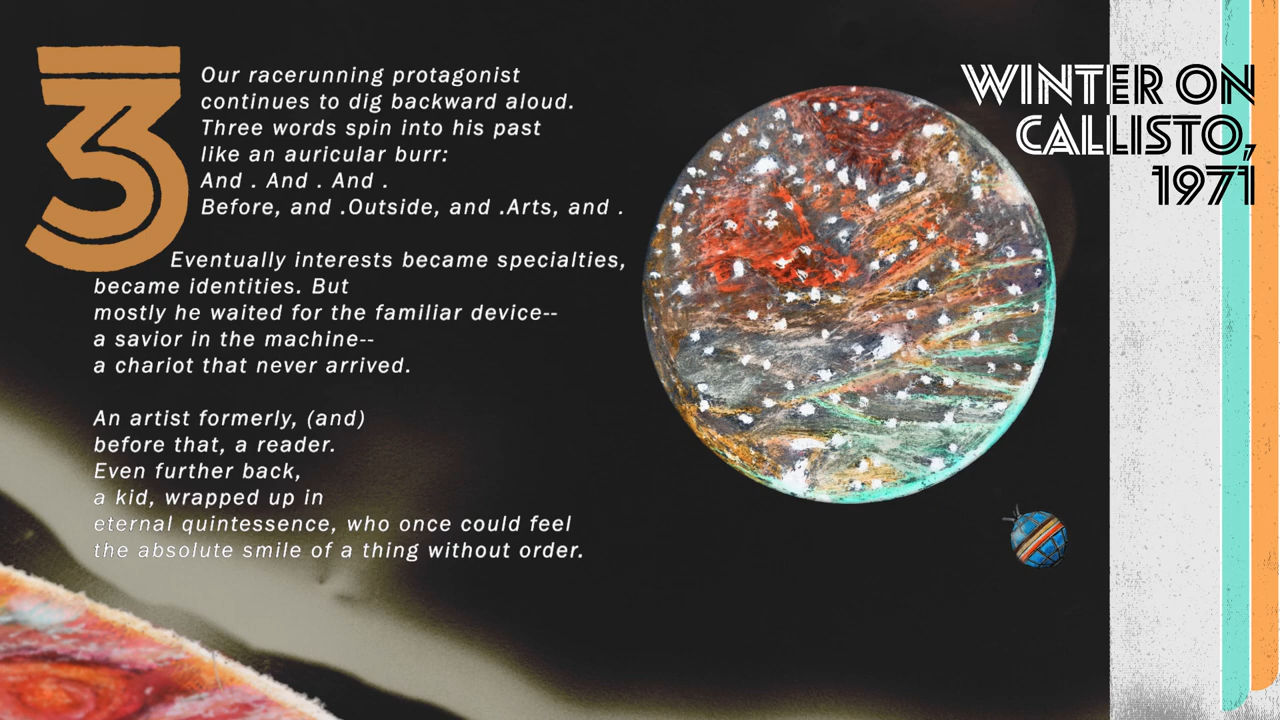 3
Our racerunning protagonist
continues to dig backward aloud.
Three words spin into his past
like an auricular burr:
And . And . And .
Before, and .Outside, and .Arts, and .
Eventually interests became specialties,
became identities. But
mostly he waited for the familiar device--
a savior in the machine--
a chariot that never arrived.
An artist formerly, (and)
before that, a reader.
Even further back,
a kid, wrapped up in
eternal quintessence, who once could feel
the absolute smile of a thing without order.
WINTER ON
CALLISTO,
1971